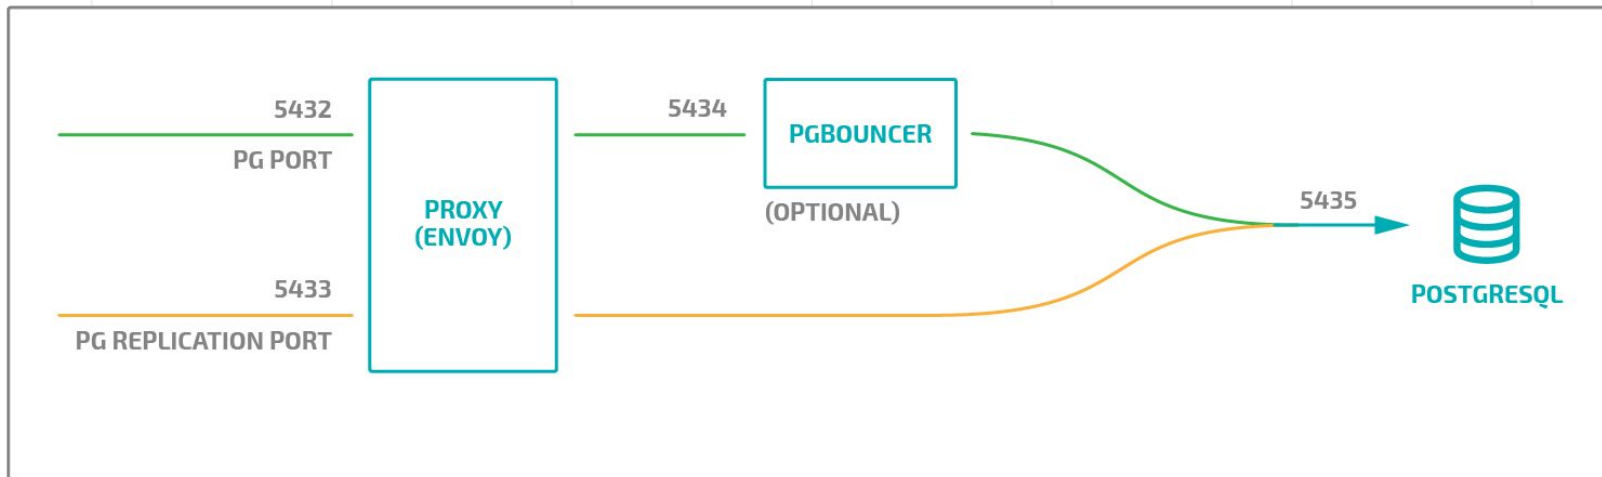 5432
PG PORT
5434
PGBOUNCER
(OPTIONAL)
PROXY
(ENVOY)
5433
PG REPLICATION PORT
5435
POSTGRESQL